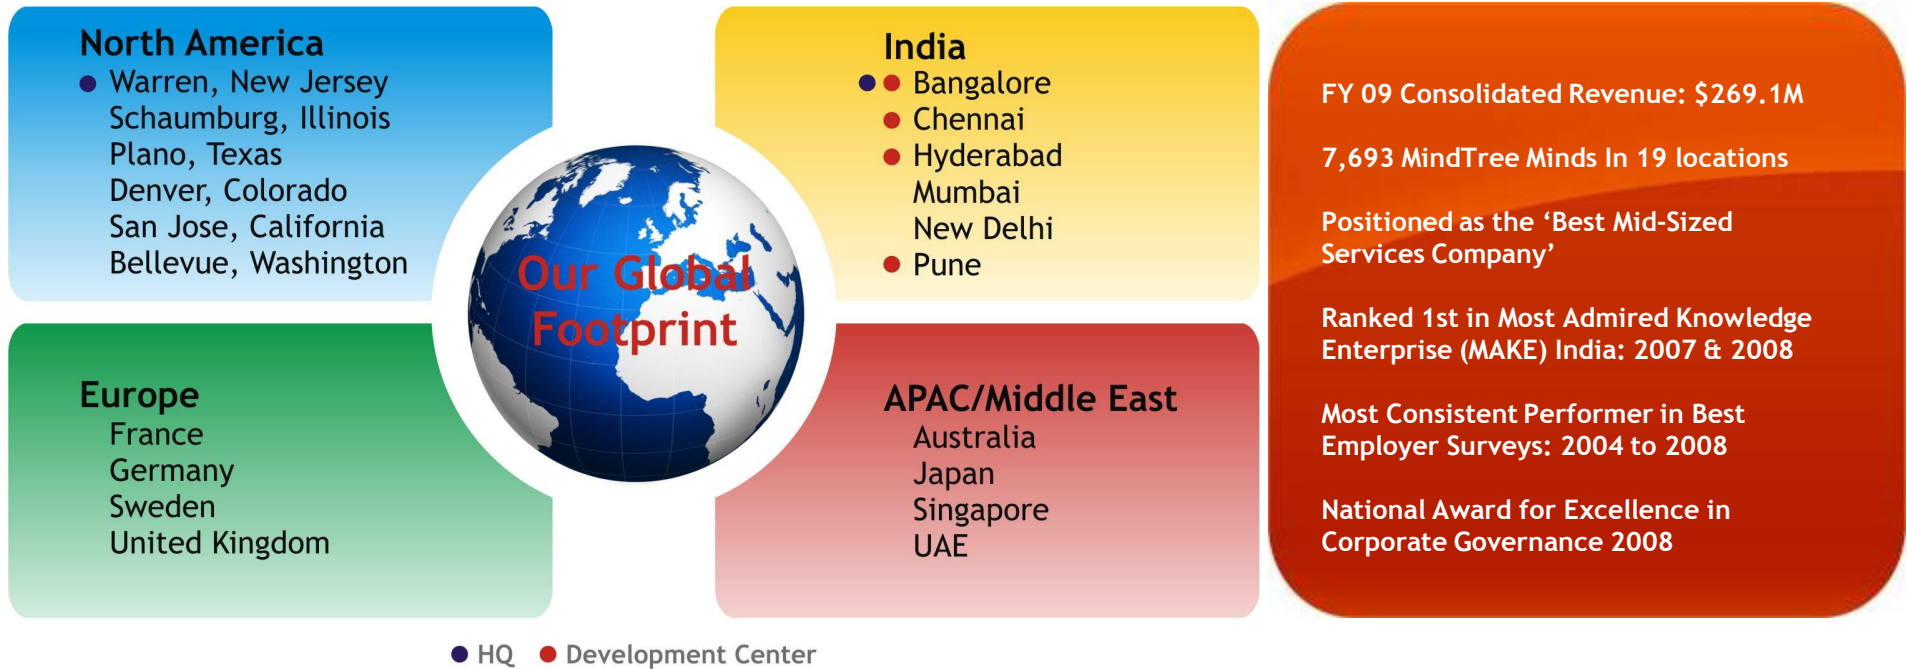 North America
Warren, New Jersey
Schaumburg, Illinois
Plano, Texas
Denver, Colorado
San Jose, California
Bellevue, Washington
India
Bangalore
Chennai
Hyderabad
Mumbai
New Delhi
Pune
Our Global
Footprint
Europe
France
Germany
Sweden
United Kingdom
APAC/Middle East
Australia
Japan
Singapore
UAE
HQ
Development Center
FY 09 Consolidated Revenue: $269.1M
7,693 MindTree Minds In 19 locations
Positioned as the ‘Best Mid-Sized
Services Company’
Ranked 1st in Most Admired Knowledge
Enterprise (MAKE) India: 2007 & 2008
Most Consistent Performer in Best
Employer Surveys: 2004 to 2008
National Award for Excellence in
Corporate Governance 2008